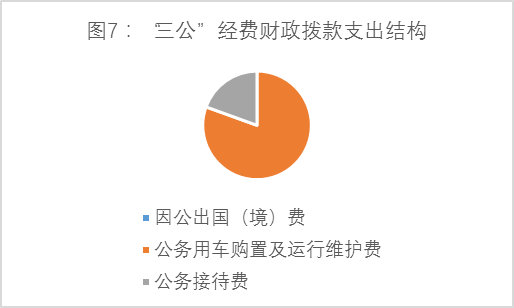 图7： “三公” 经费财政拨款支出结构
因公出国（境）费
公务用车购置及运行维护费
公务接待费